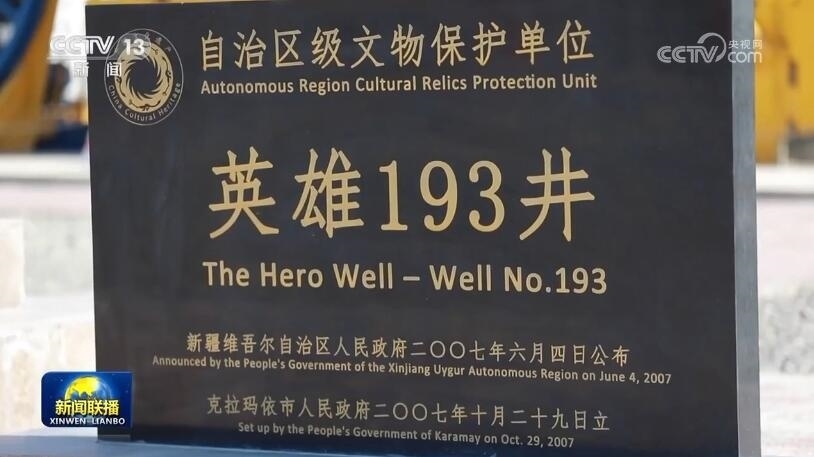 CCTV 13
新闻
央视网
CCTV.com
China Cultural Heritage
自治区级文物保护单位
Autonomous Region Cultural Relics Protection Unit
英雄193井
The Hero Well – Well No.193
新疆维吾尔自治区人民政府二〇〇七年六月四日公布
Announced by the People's Government of the Xinjiang Uygur Autonomous Region on June 4, 2007
克拉玛依市人民政府二〇〇七年十月二十九日立
Set up by the People's Government of Karamay on Oct. 29, 2007
新闻联播
XINWEN LIANBO